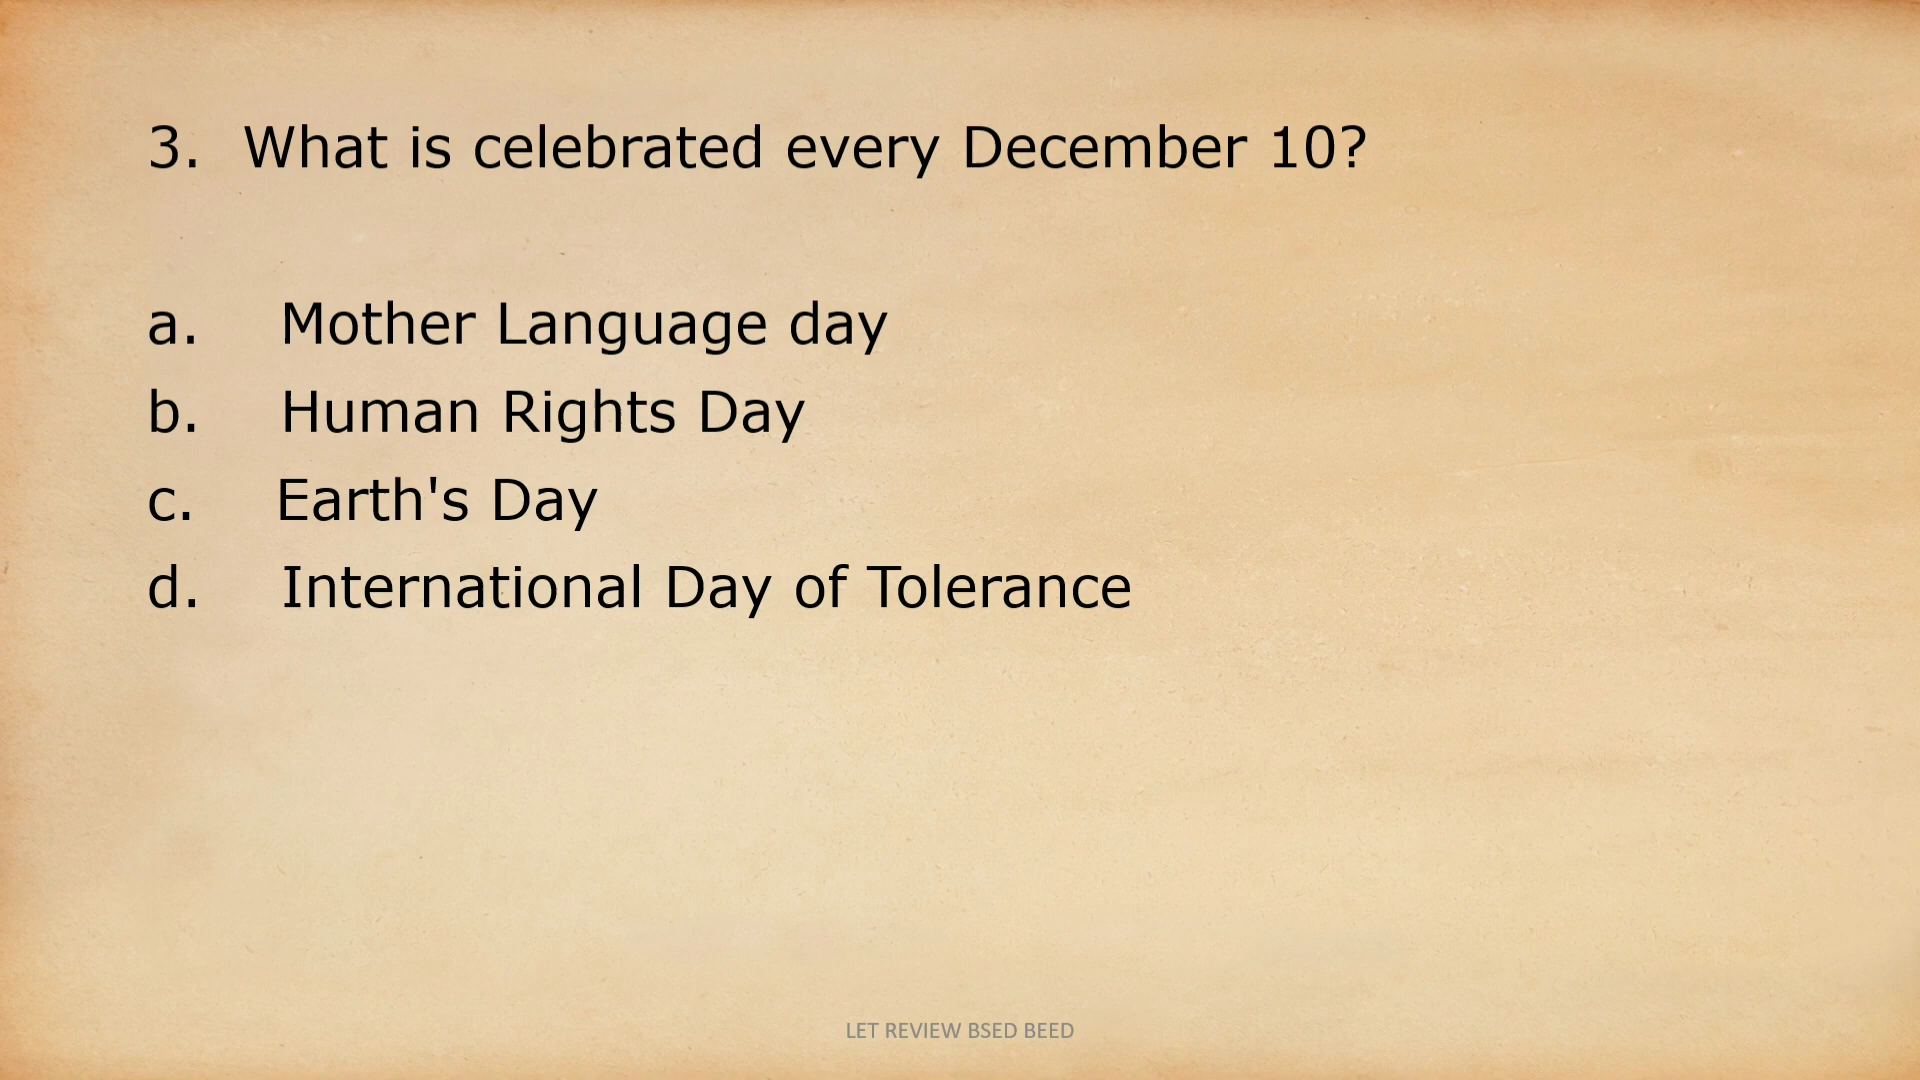 3. What is celebrated every December 10?
a. Mother Language day
b. Human Rights Day
c. Earth's Day
d. International Day of Tolerance
LET REVIEW BSED BEED